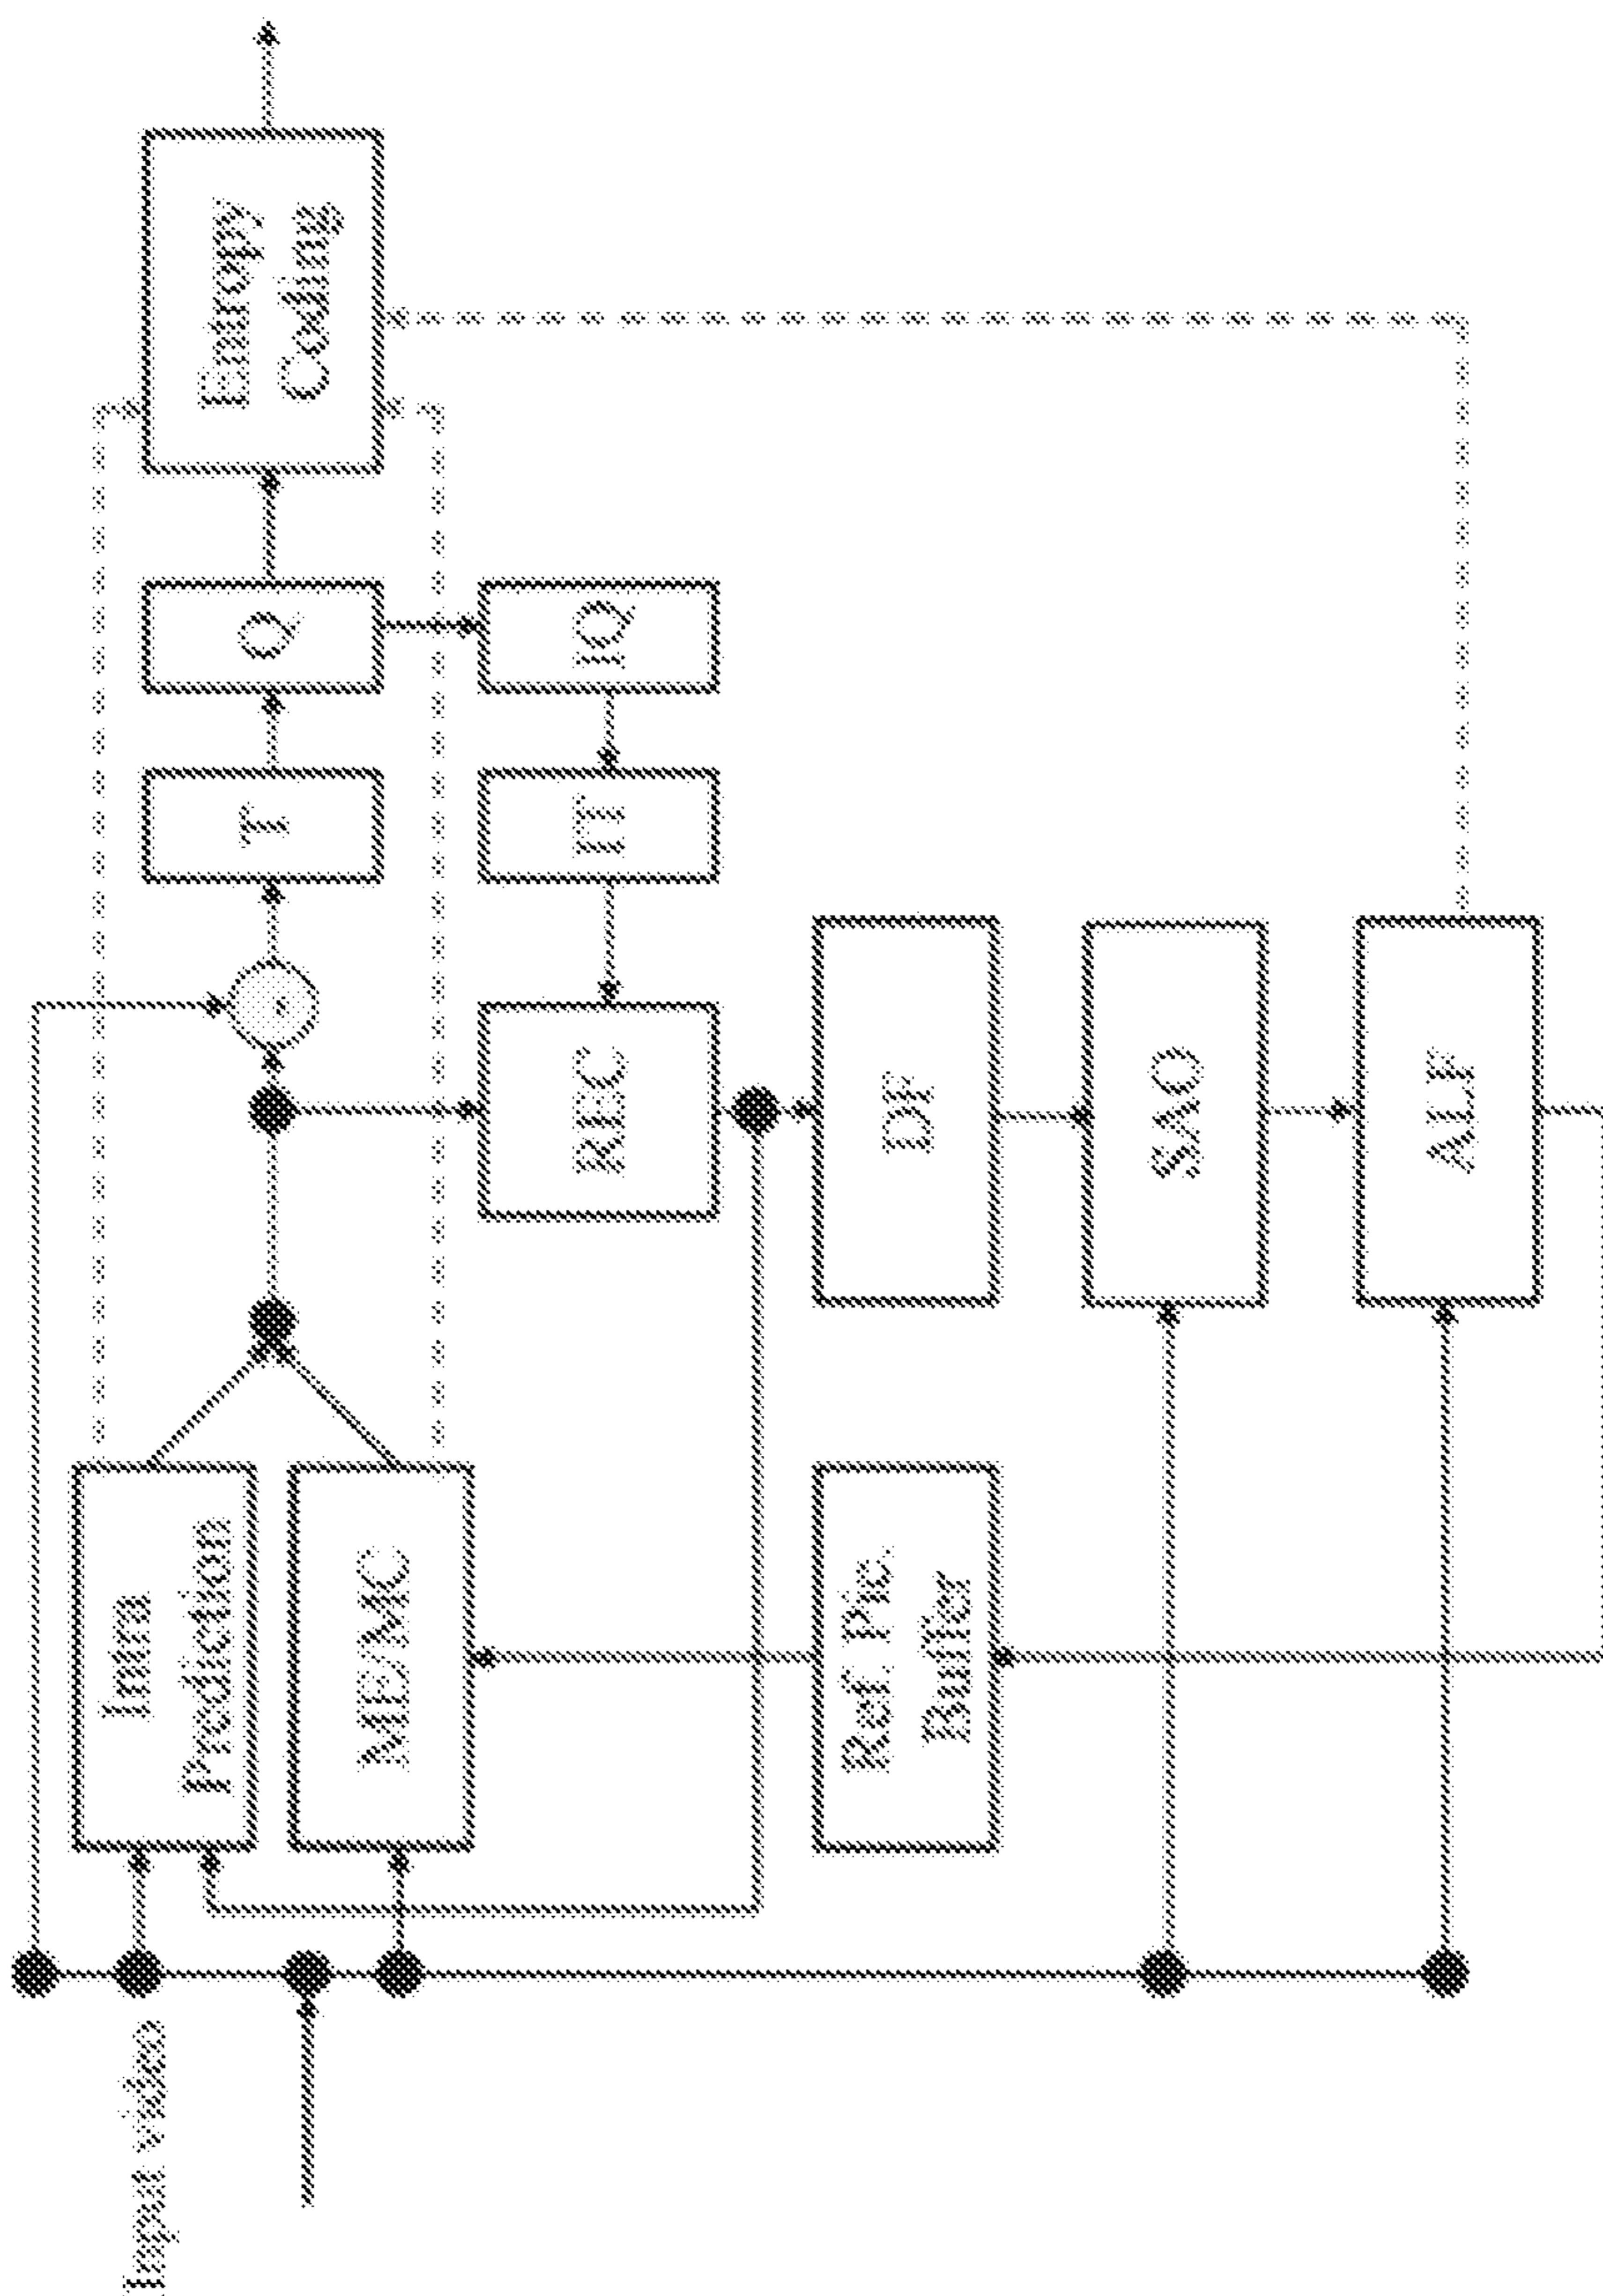 Input video
Intra
Prediction
ME/MC
-
T
Q
Entropy
Coding
REC
IT
IQ
Ref. Pic.
Buffer
DF
SAO
ALF